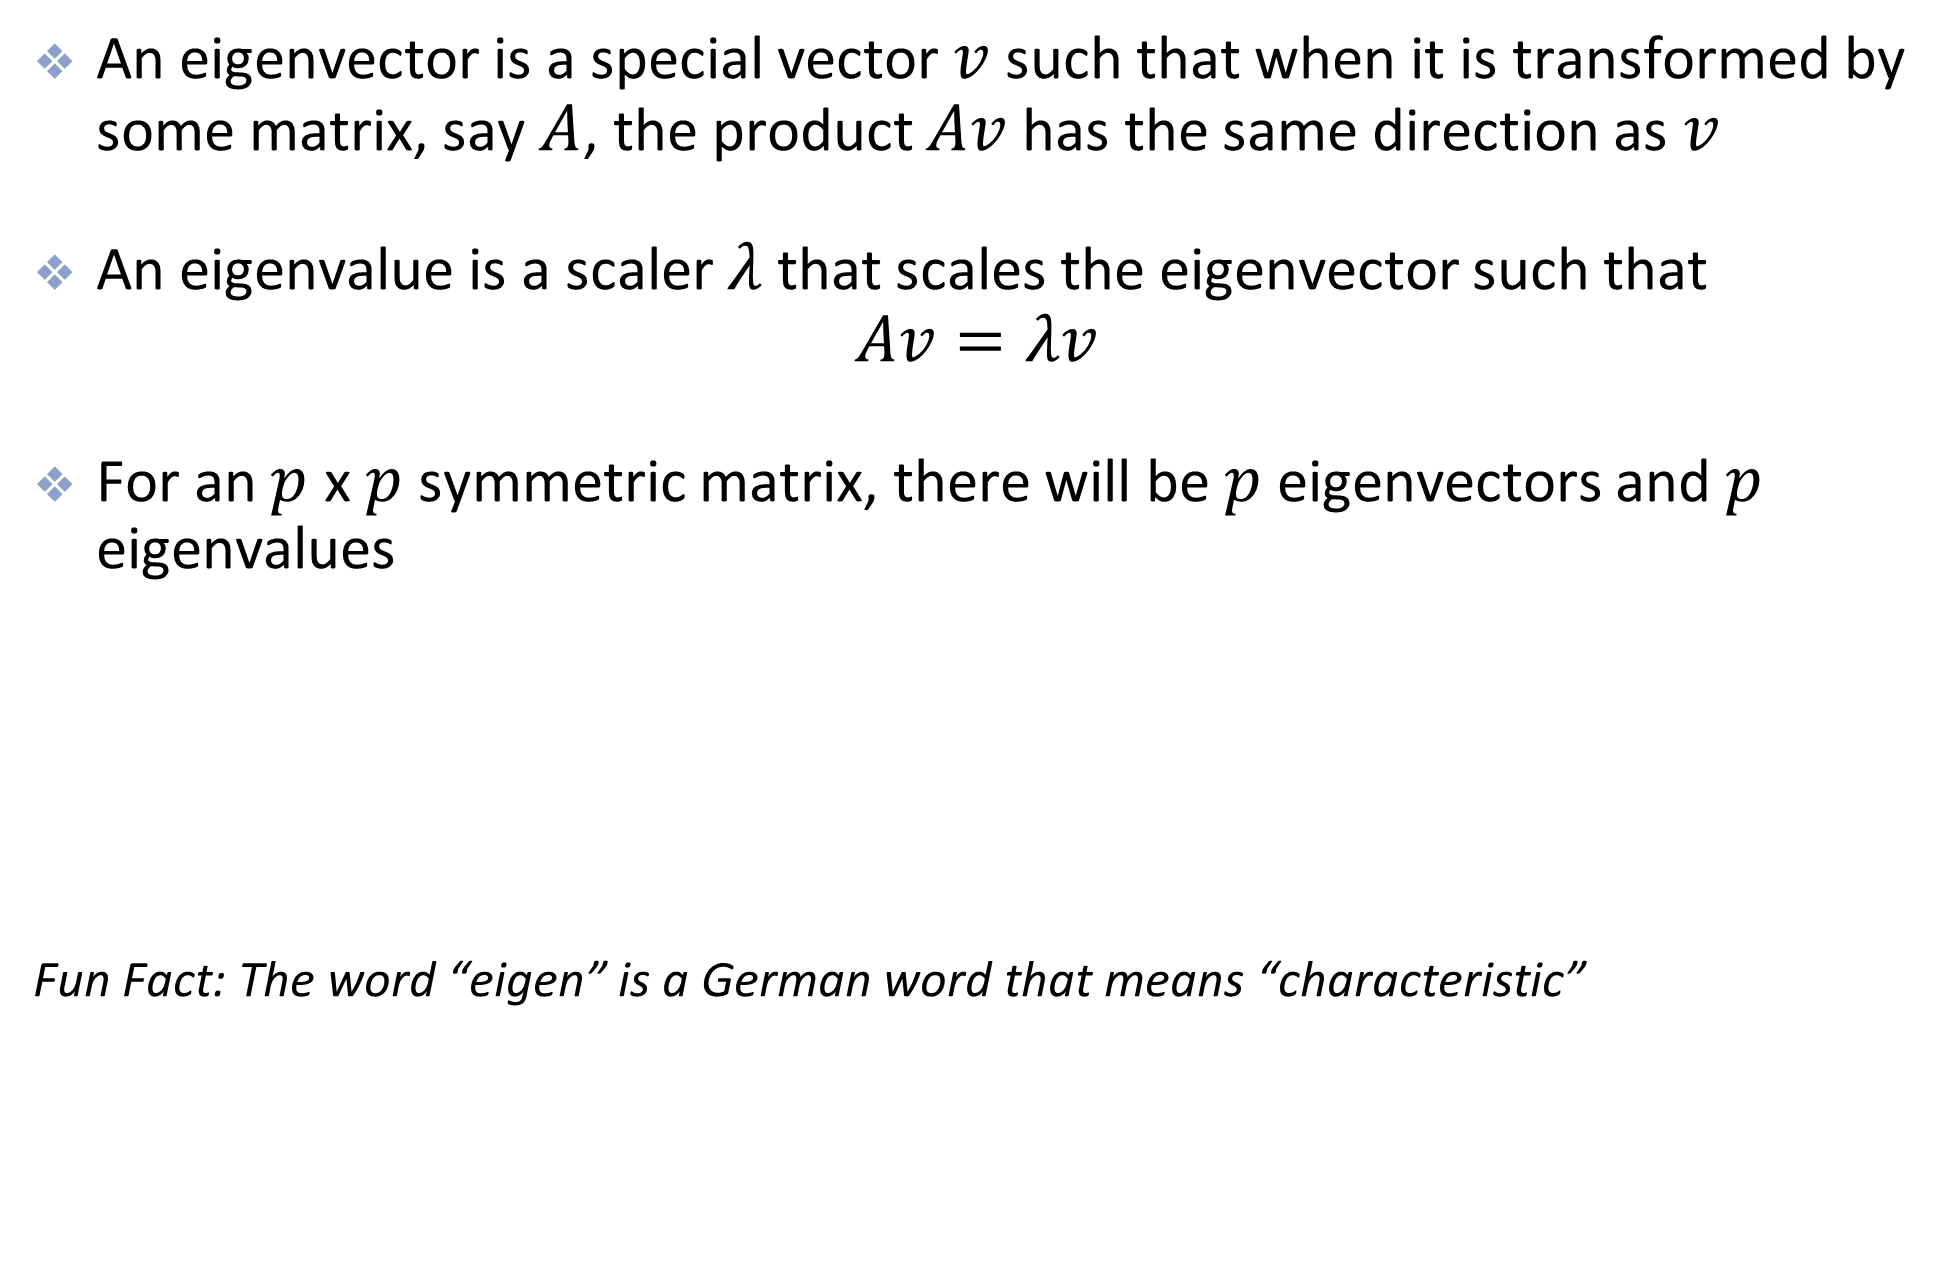 ❖ An eigenvector is a special vector 𝑣 such that when it is transformed by
some matrix, say 𝐴, the product 𝐴𝑣 has the same direction as 𝑣
❖ An eigenvalue is a scaler 𝜆 that scales the eigenvector such that
𝐴𝑣 = 𝜆𝑣
❖ For an 𝑝 x 𝑝 symmetric matrix, there will be 𝑝 eigenvectors and 𝑝
eigenvalues
Fun Fact: The word “eigen” is a German word that means “characteristic”